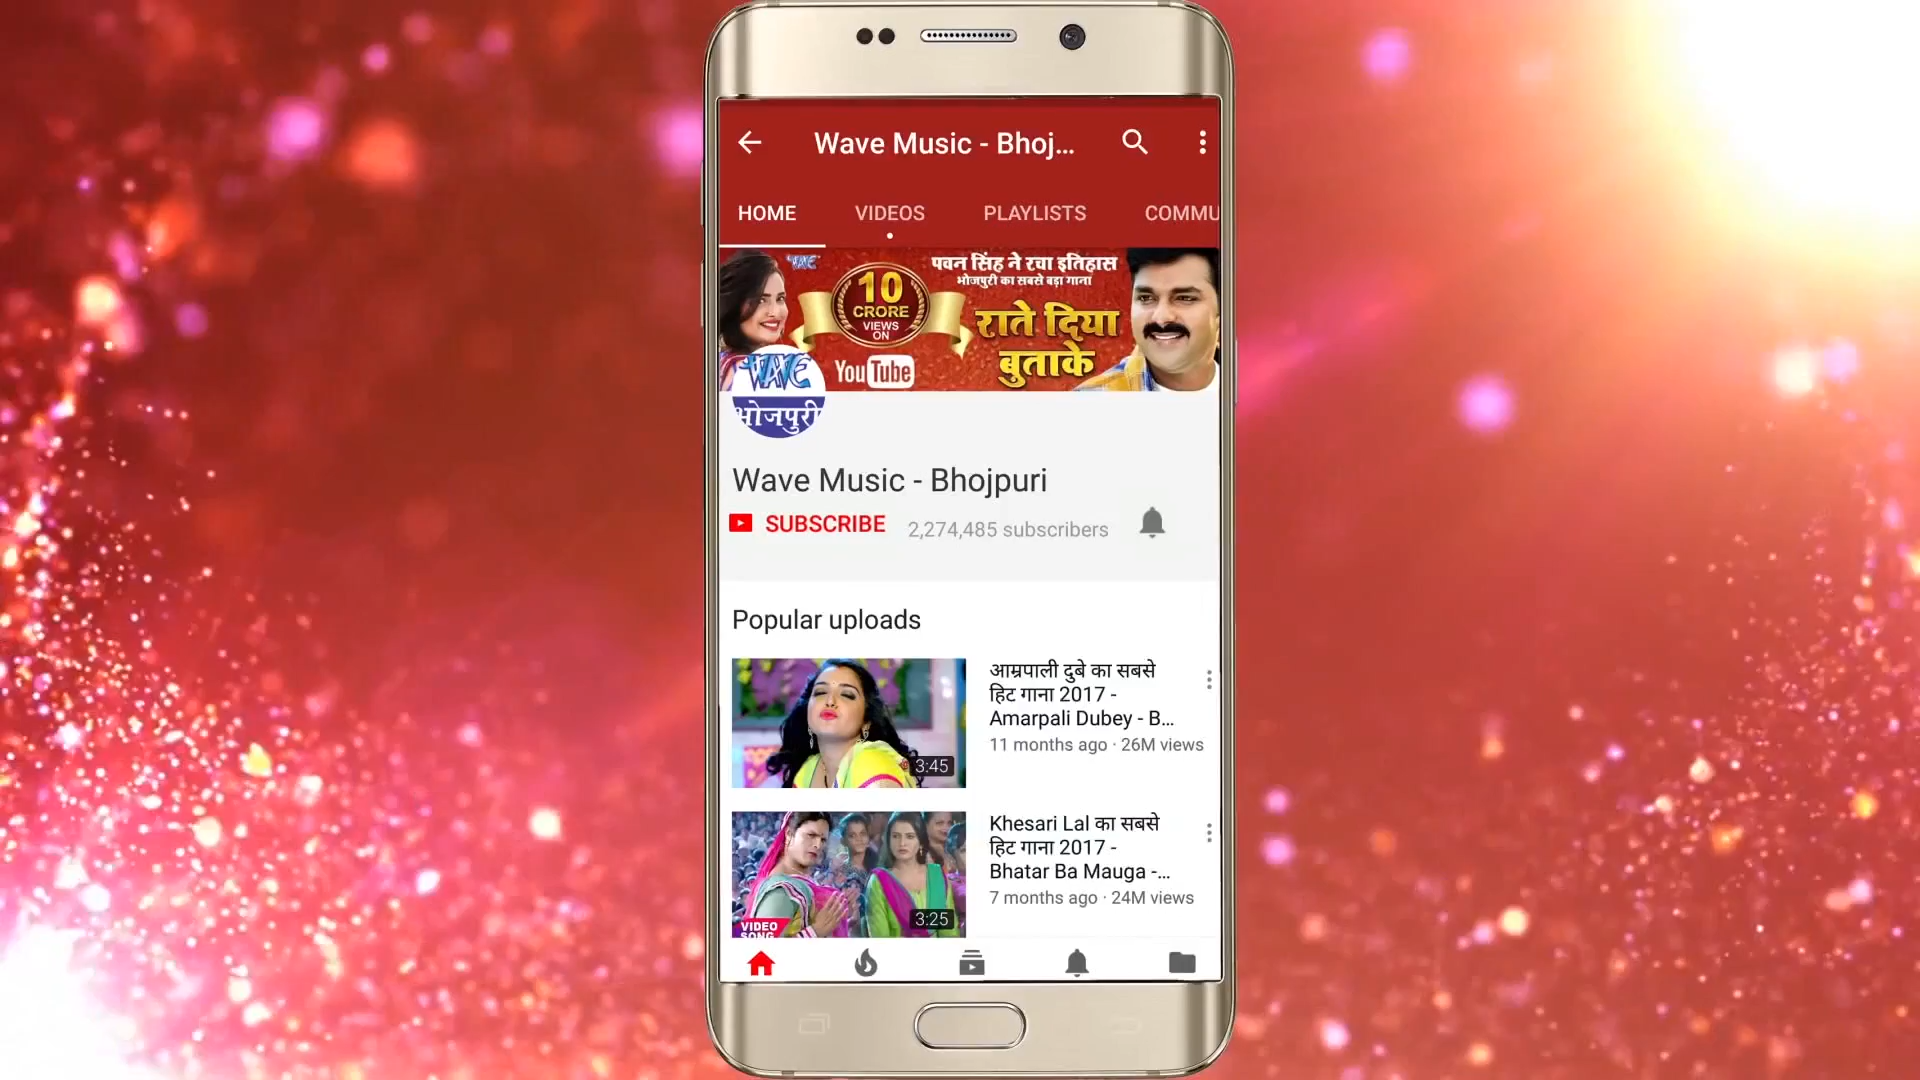 Wave Music - Bhoj...
HOME VIDEOS PLAYLISTS COMMU
WAVE
पवन सिंह ने रचा इतिहास
भोजपुरी का सबसे बड़ा गाना
10
CRORE
VIEWS
ON
YouTube
राते दिया
बुताके
WAVE
भोजपुरी
Wave Music - Bhojpuri
SUBSCRIBE 2,274,485 subscribers
Popular uploads
आम्रपाली दुबे का सबसे
हिट गाना 2017 -
Amarpali Dubey - B...
11 months ago · 26M views
3:45
Khesari Lal का सबसे
हिट गाना 2017 -
Bhatar Ba Mauga -...
7 months ago · 24M views
3:25
VIDEO
SONG